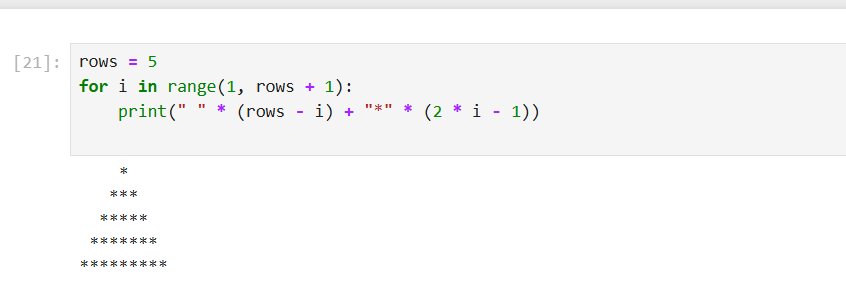 [21]: rows = 5
for i in range(1, rows + 1):
    print(" " * (rows - i) + "*" * (2 * i - 1))
    *
   ***
  *****
 *******
*********